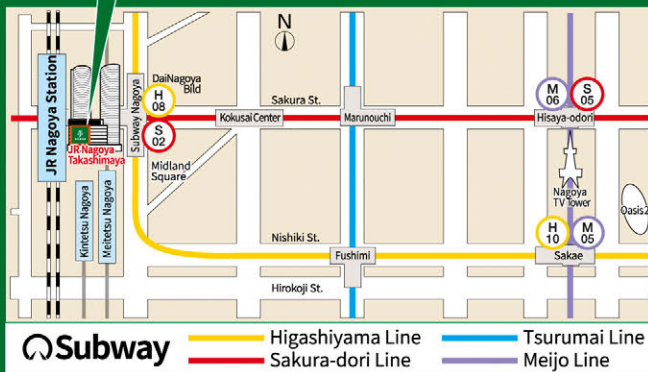 N
JR Nagoya Station
DaiNagoya
Bild
H
08
Subway Nagoya
S
02
JR Nagoya
Takashimaya
Midland
Square
Kintetsu Nagoya
Meitetsu Nagoya
Sakura St.
Kokusai Center
Marunouchi
M
06
S
05
Hisaya-odori
Nagoya
TV Tower
Oasis2
H
10
M
05
Nishiki St.
Fushimi
Sakae
Hirokoji St.
Subway
Higashiyama Line
Tsurumai Line
Sakura-dori Line
Meijo Line